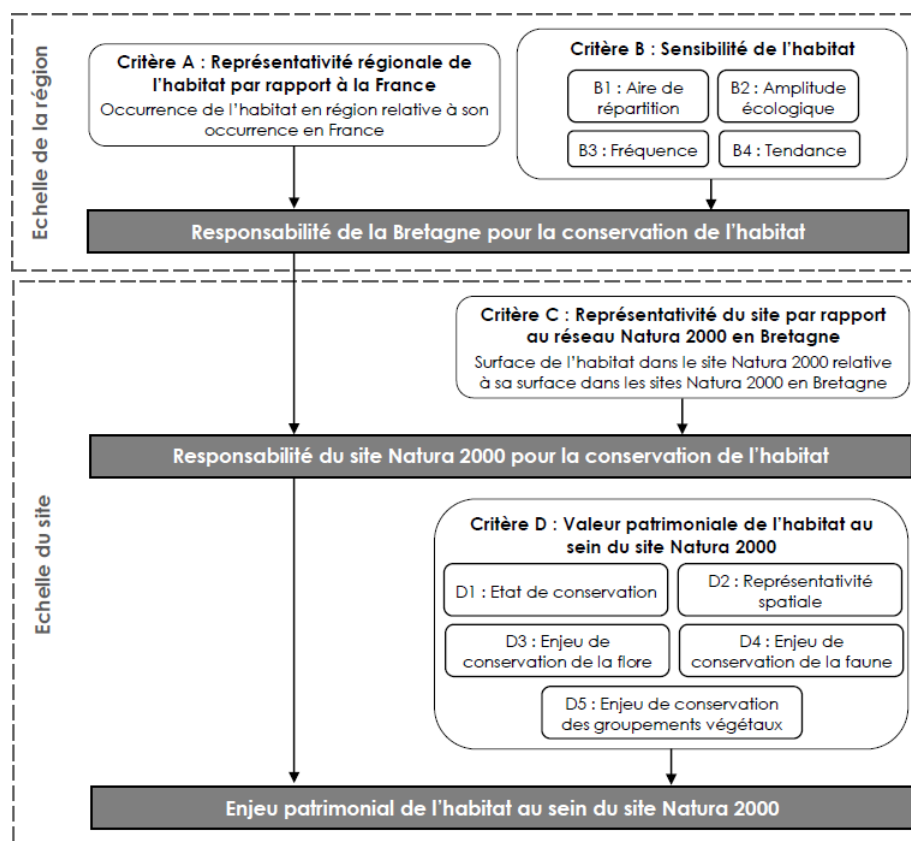 Echelle de la région
Critère A : Représentativité régionale de
l'habitat par rapport à la France
Occurrence de l'habitat en région relative à son
occurrence en France
Critère B : Sensibilité de l'habitat
B1 : Aire de
répartition
B2 : Amplitude
écologique
B3 : Fréquence
B4 : Tendance
Responsabilité de la Bretagne pour la conservation de l'habitat
Echelle du site
Critère C : Représentativité du site par rapport
au réseau Natura 2000 en Bretagne
Surface de l'habitat dans le site Natura 2000 relative
à sa surface dans les sites Natura 2000 en Bretagne
Responsabilité du site Natura 2000 pour la conservation de l'habitat
Critère D : Valeur patrimoniale de l'habitat au
sein du site Natura 2000
D1 : Etat de conservation
D2 : Représentativité
spatiale
D3 : Enjeu de
conservation de la flore
D4 : Enjeu de
conservation de la faune
D5 : Enjeu de conservation
des groupements végétaux
Enjeu patrimonial de l'habitat au sein du site Natura 2000